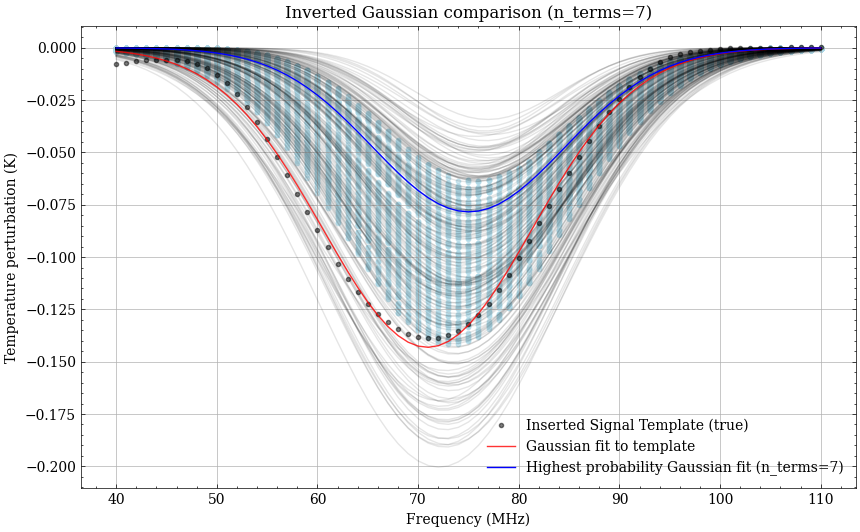 Inverted Gaussian comparison (n_terms=7)
0.000
−0.025
−0.050
−0.075
−0.100
−0.125
−0.150
−0.175
−0.200
Temperature perturbation (K)
Inserted Signal Template (true)
Gaussian fit to template
Highest probability Gaussian fit (n_terms=7)
40 50 60 70 80 90 100 110
Frequency (MHz)